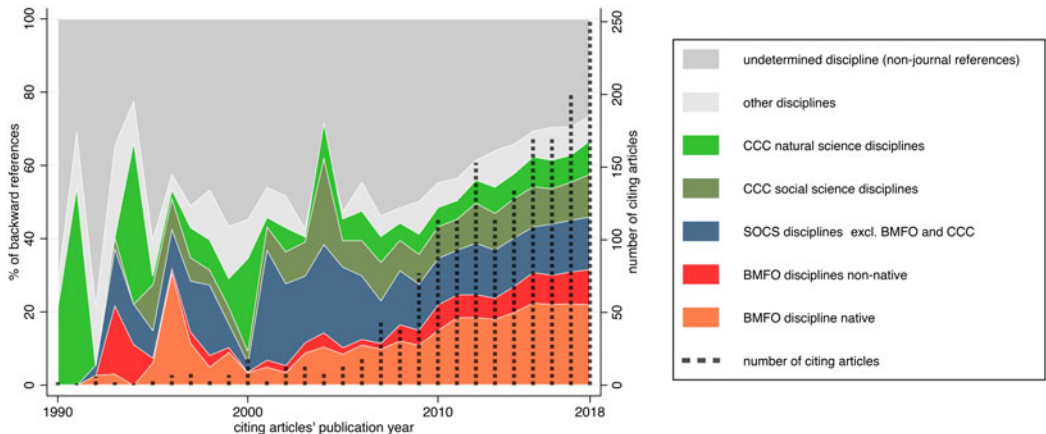 100
80
60
40
20
0
% of backward references
250
200
150
100
50
0
number of citing articles
1990
2000
2010
2018
citing articles' publication year
undetermined discipline (non-journal references)
other disciplines
CCC natural science disciplines
CCC social science disciplines
SOCS disciplines excl. BMFO and CCC
BMFO disciplines non-native
BMFO discipline native
number of citing articles